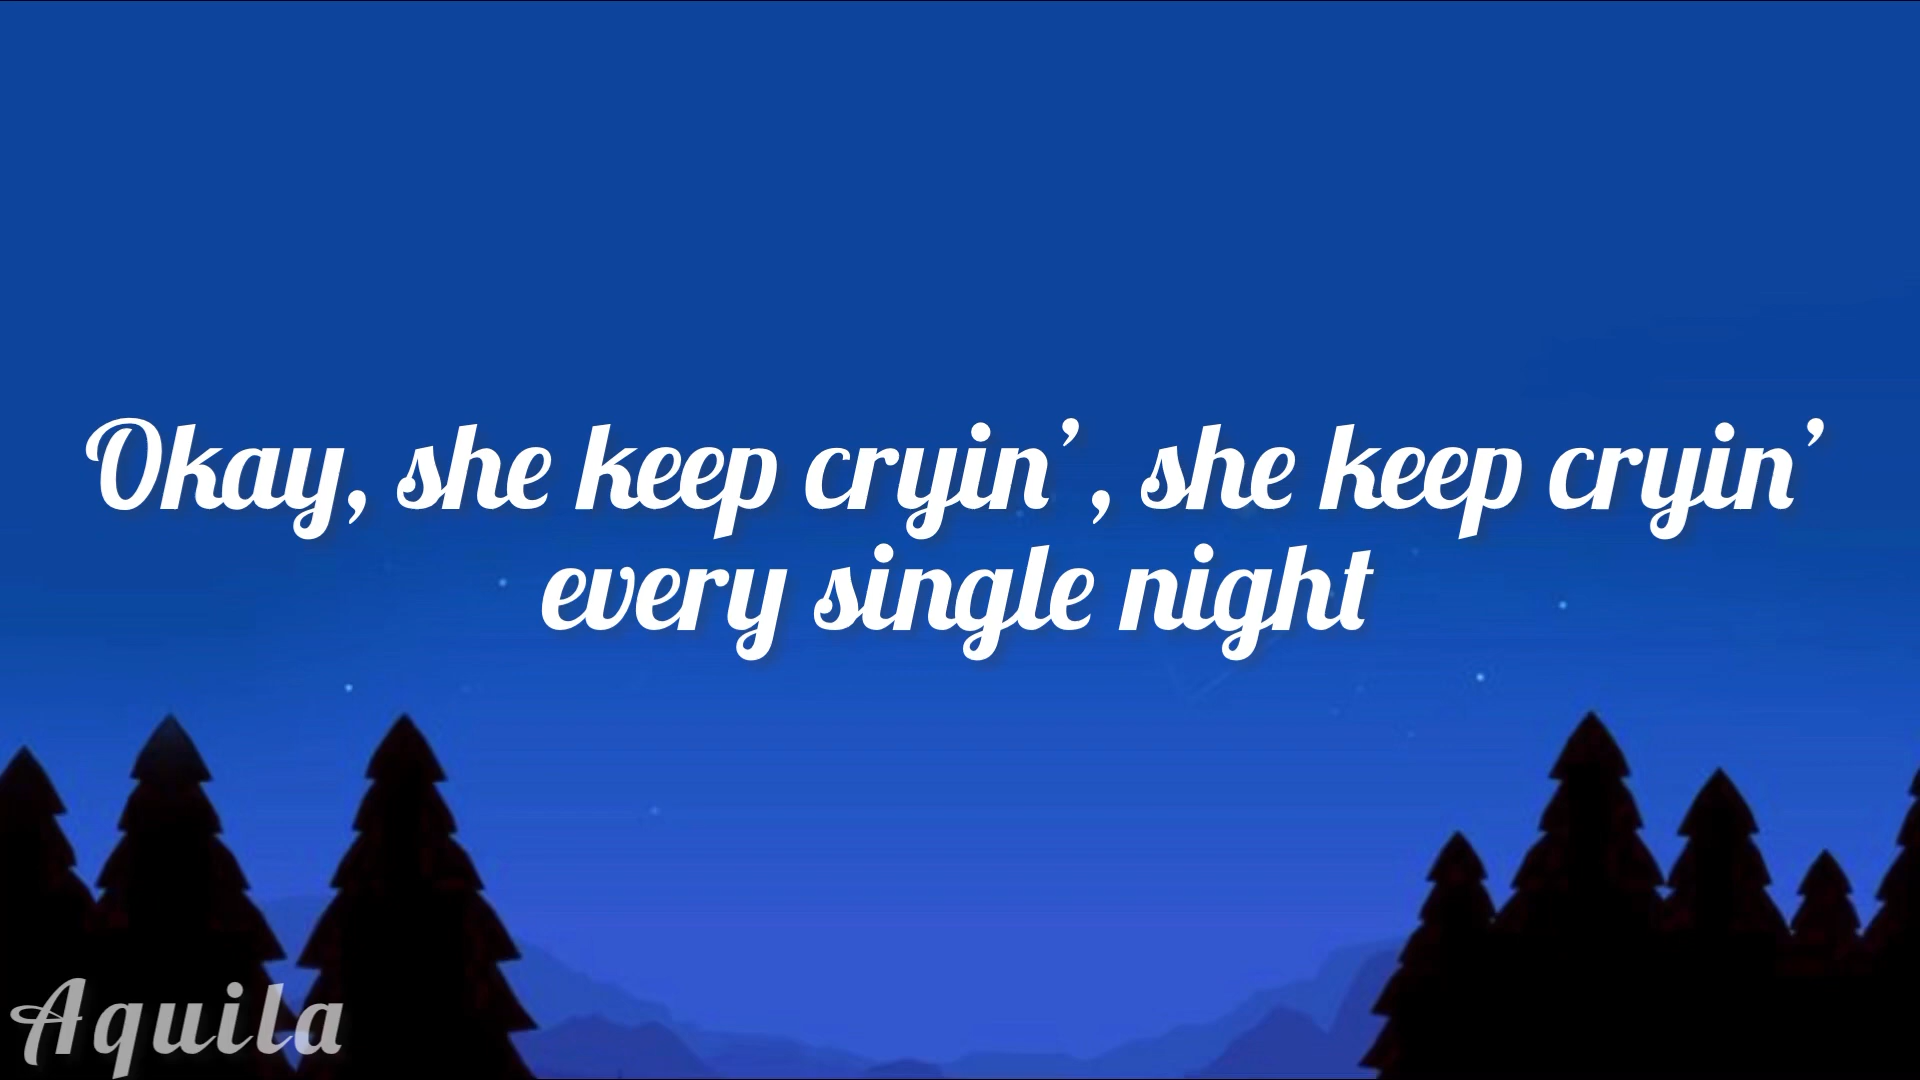 Okay, she keep cryin’, she keep cryin’
every single night
Aquila